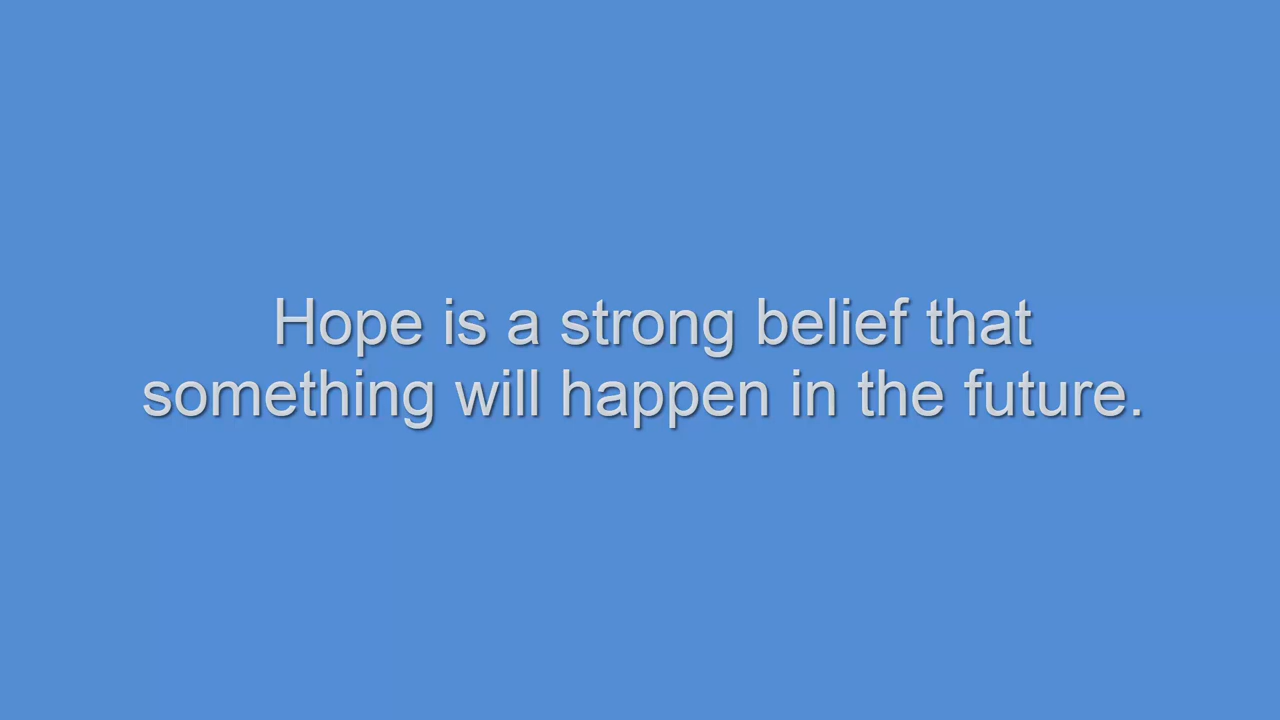 Hope is a strong belief that
something will happen in the future.